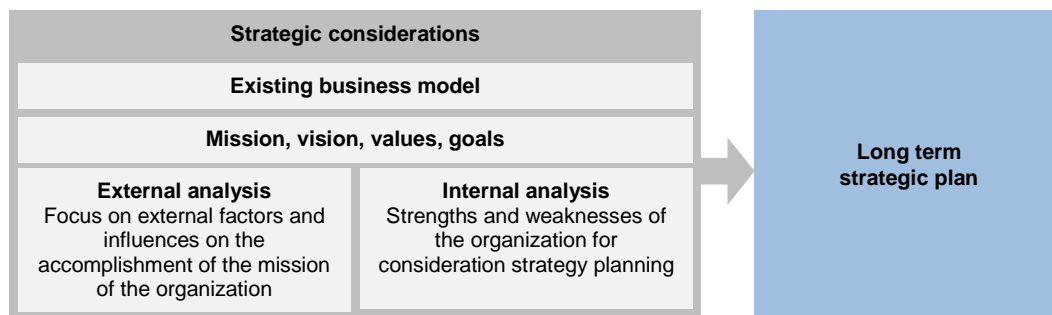 Strategic considerations
Existing business model
Mission, vision, values, goals
External analysis
Focus on external factors and
influences on the
accomplishment of the mission
of the organization
Internal analysis
Strengths and weaknesses of
the organization for
consideration strategy planning
Long term
strategic plan